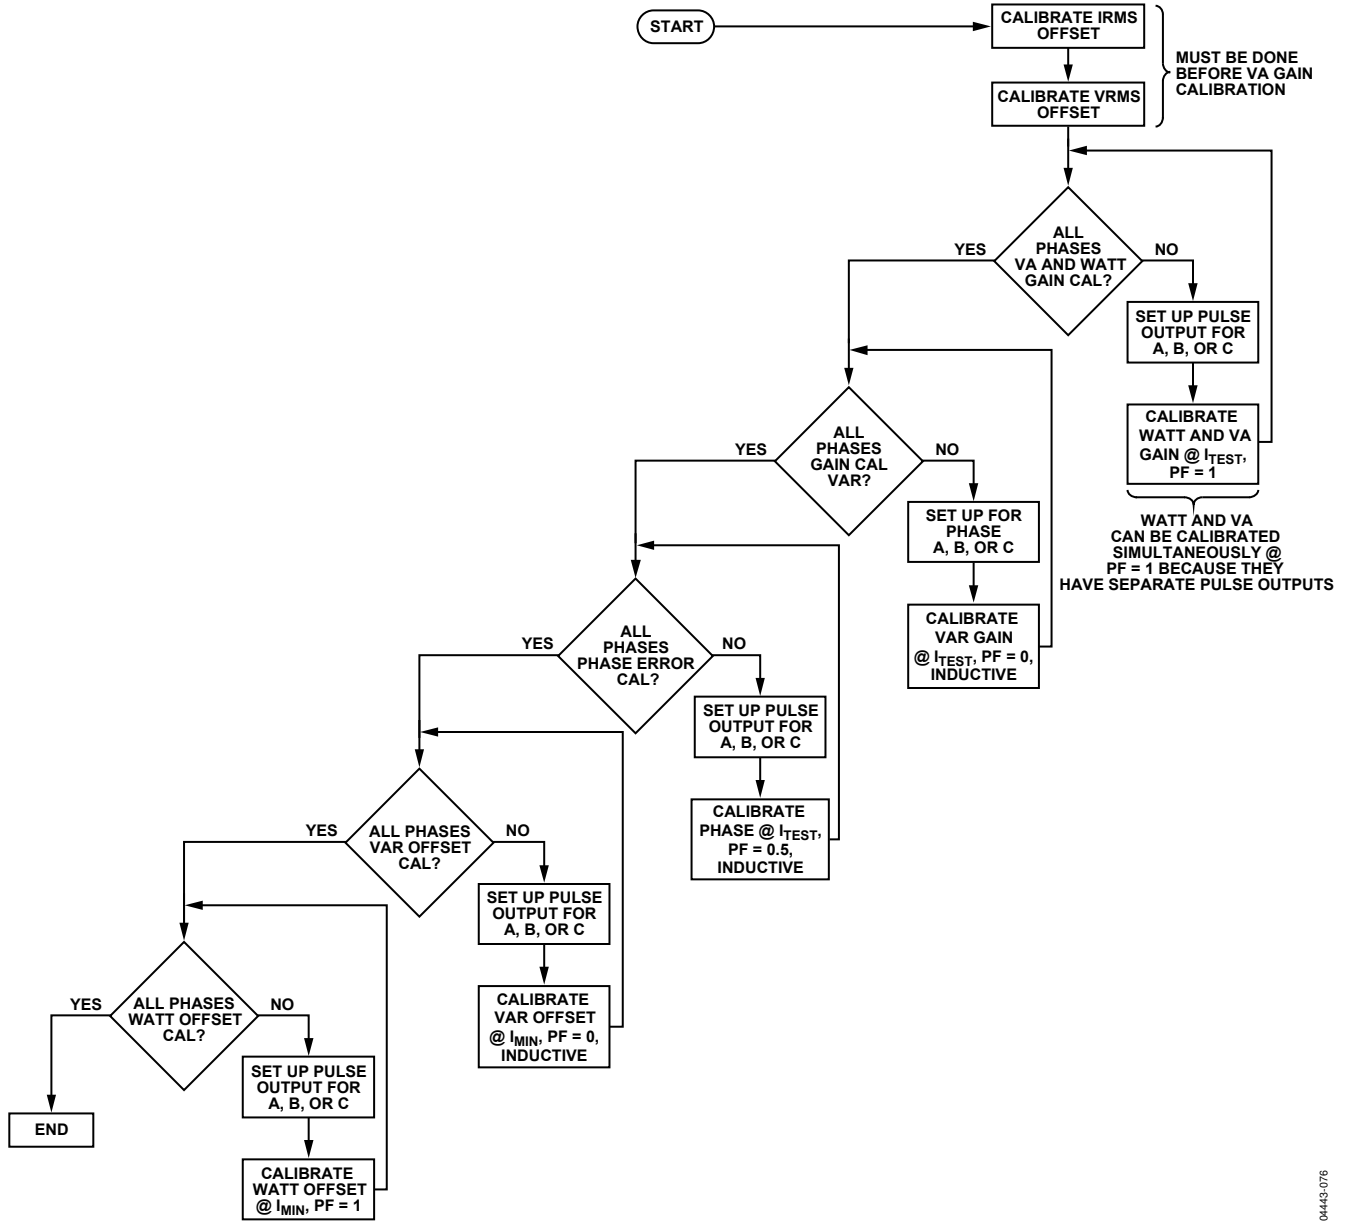 START
CALIBRATE IRMS
OFFSET
MUST BE DONE
BEFORE VA GAIN
CALIBRATION
CALIBRATE VRMS
OFFSET
ALL
PHASES
VA AND WATT
GAIN CAL?
YES
NO
SET UP PULSE
OUTPUT FOR
A, B, OR C
CALIBRATE
WATT AND VA
GAIN @ ITEST,
PF = 1
WATT AND VA
CAN BE CALIBRATED
SIMULTANEOUSLY @
PF = 1 BECAUSE THEY
HAVE SEPARATE PULSE OUTPUTS
ALL
PHASES
GAIN CAL
VAR?
YES
NO
SET UP FOR
PHASE
A, B, OR C
CALIBRATE
VAR GAIN
@ ITEST, PF = 0,
INDUCTIVE
ALL
PHASES
PHASE ERROR
CAL?
YES
NO
SET UP PULSE
OUTPUT FOR
A, B, OR C
CALIBRATE
PHASE @ ITEST,
PF = 0.5,
INDUCTIVE
ALL PHASES
VAR OFFSET
CAL?
YES
NO
SET UP PULSE
OUTPUT FOR
A, B, OR C
CALIBRATE
VAR OFFSET
@ IMIN, PF = 0,
INDUCTIVE
ALL PHASES
WATT OFFSET
CAL?
YES
NO
SET UP PULSE
OUTPUT FOR
A, B, OR C
CALIBRATE
WATT OFFSET
@ IMIN, PF = 1
END
04443-076